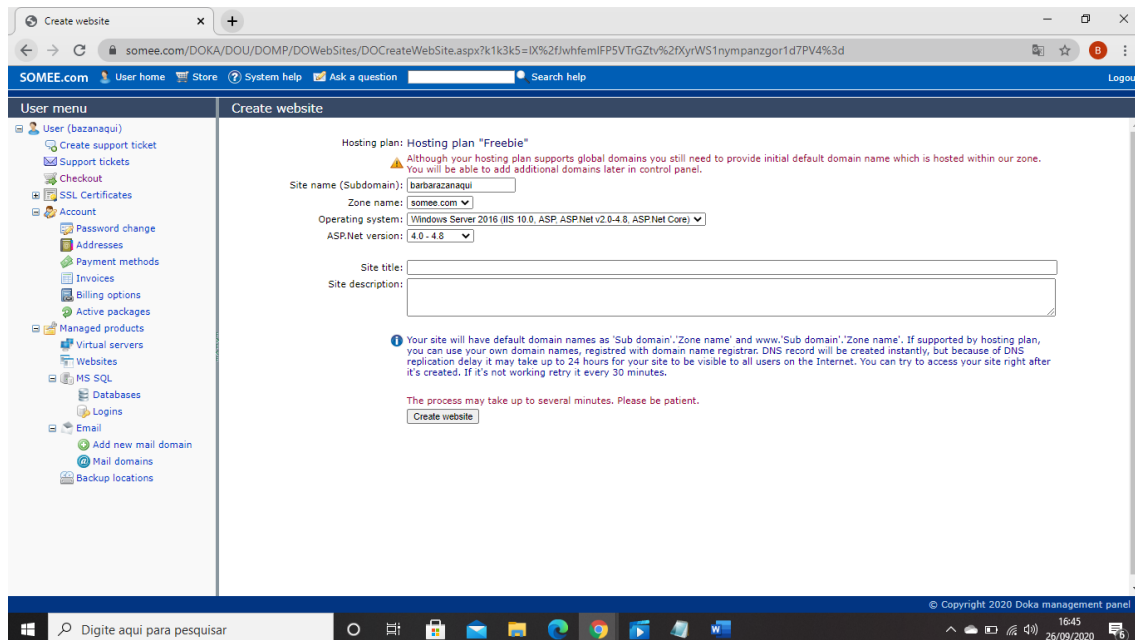 Create website
somee.com/DOKA/DOU/DOMP/DOWebSites/DOCreateWebSite.aspx?k1k3k5=IX%2fJwhfemIFP5VTrGZtv%2fXyrWS1nympanzgor1d7PV4%3d
B
SOMEE.com User home Store System help Ask a question Search help Logou
User menu
User (bazanaqui)
Create support ticket
Support tickets
Checkout
SSL Certificates
Account
Password change
Addresses
Payment methods
Invoices
Billing options
Active packages
Managed products
Virtual servers
Websites
MS SQL
Databases
Logins
Email
Add new mail domain
Mail domains
Backup locations
Create website
Hosting plan: Hosting plan "Freebie"
Although your hosting plan supports global domains you still need to provide initial default domain name which is hosted within our zone.
You will be able to add additional domains later in control panel.
Site name (Subdomain): barbarazanaqui
Zone name: somee.com
Operating system: Windows Server 2016 (IIS 10.0, ASP, ASP.Net v2.0-4.8, ASP.Net Core)
ASP.Net version: 4.0 - 4.8
Site title:
Site description:
Your site will have default domain names as 'Sub domain'.'Zone name' and www.'Sub domain'.'Zone name'. If supported by hosting plan,
you can use your own domain names, registred with domain name registrar. DNS record will be created instantly, but because of DNS
replication delay it may take up to 24 hours for your site to be visible to all users on the Internet. You can try to access your site right after
it's created. If it's not working retry it every 30 minutes.
The process may take up to several minutes. Please be patient.
Create website
© Copyright 2020 Doka management panel
Digite aqui para pesquisar
16:45
26/09/2020
6